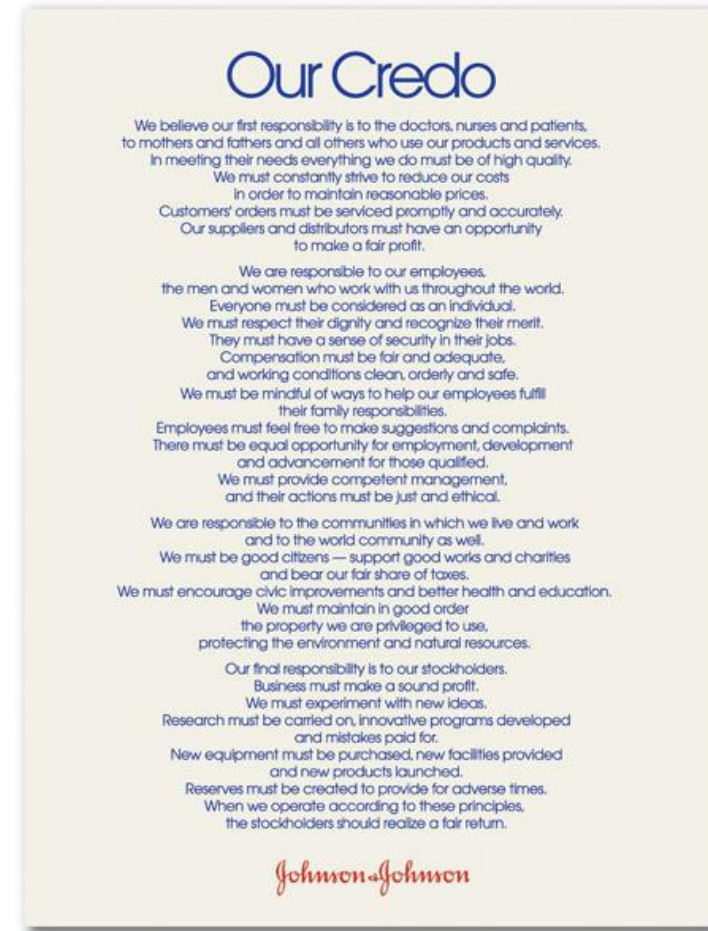 Our Credo
We believe our first responsibility is to the doctors, nurses and patients,
to mothers and fathers and all others who use our products and services.
In meeting their needs everything we do must be of high quality.
We must constantly strive to reduce our costs
in order to maintain reasonable prices.
Customers' orders must be serviced promptly and accurately.
Our suppliers and distributors must have an opportunity
to make a fair profit.
We are responsible to our employees,
the men and women who work with us throughout the world.
Everyone must be considered as an individual.
We must respect their dignity and recognize their merit.
They must have a sense of security in their jobs.
Compensation must be fair and adequate,
and working conditions clean, orderly and safe.
We must be mindful of ways to help our employees fulfill
their family responsibilities.
Employees must feel free to make suggestions and complaints.
There must be equal opportunity for employment, development
and advancement for those qualified.
We must provide competent management,
and their actions must be just and ethical.
We are responsible to the communities in which we live and work
and to the world community as well.
We must be good citizens — support good works and charities
and bear our fair share of taxes.
We must encourage civic improvements and better health and education.
We must maintain in good order
the property we are privileged to use,
protecting the environment and natural resources.
Our final responsibility is to our stockholders.
Business must make a sound profit.
We must experiment with new ideas.
Research must be carried on, innovative programs developed
and mistakes paid for.
New equipment must be purchased, new facilities provided
and new products launched.
Reserves must be created to provide for adverse times.
When we operate according to these principles,
the stockholders should realize a fair return.
Johnson & Johnson